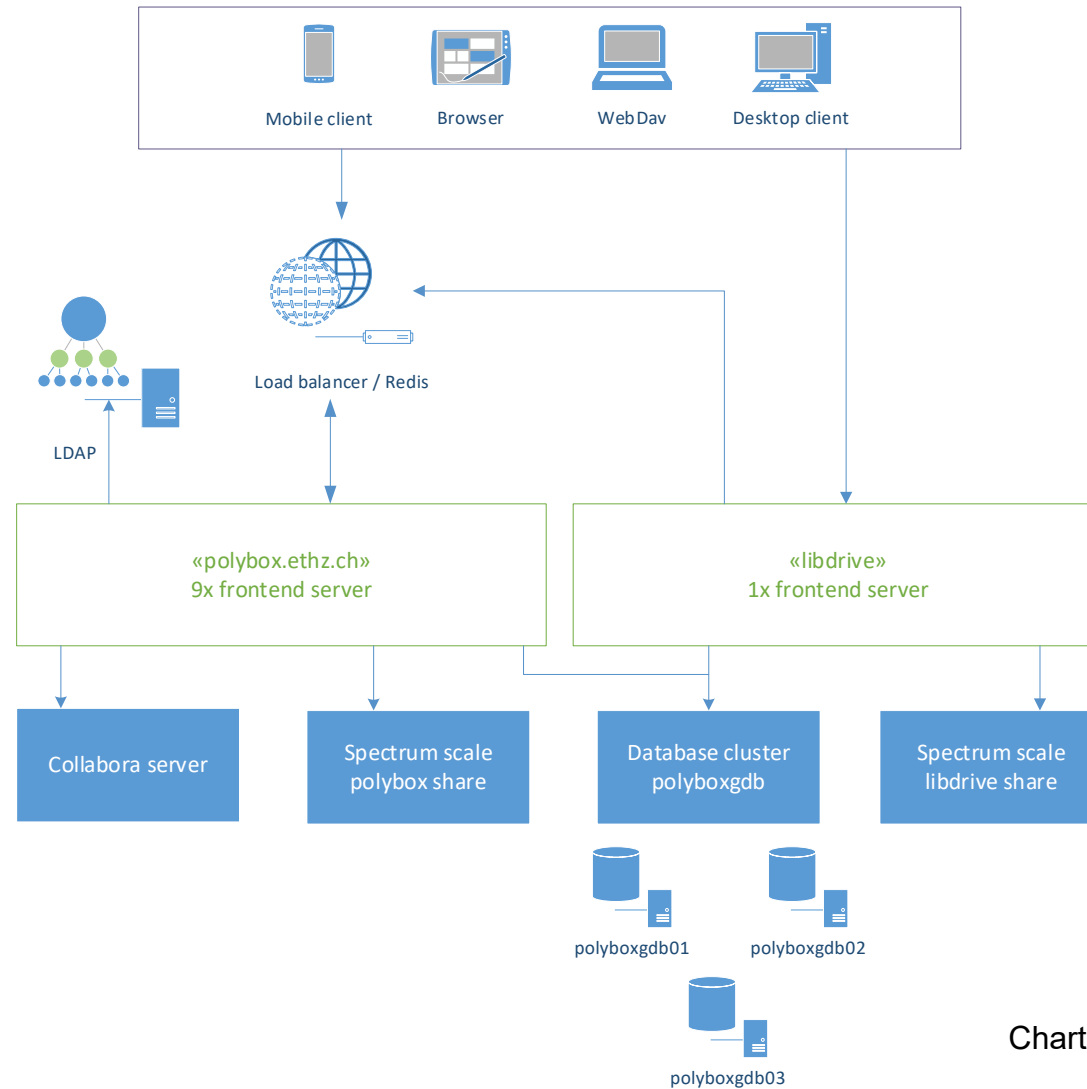 Mobile client
Browser
WebDav
Desktop client
Load balancer / Redis
LDAP
«polybox.ethz.ch»
9x frontend server
«libdrive»
1x frontend server
Collabora server
Spectrum scale
polybox share
Database cluster
polyboxgdb
Spectrum scale
libdrive share
polyboxgdb01
polyboxgdb02
polyboxgdb03
Chart